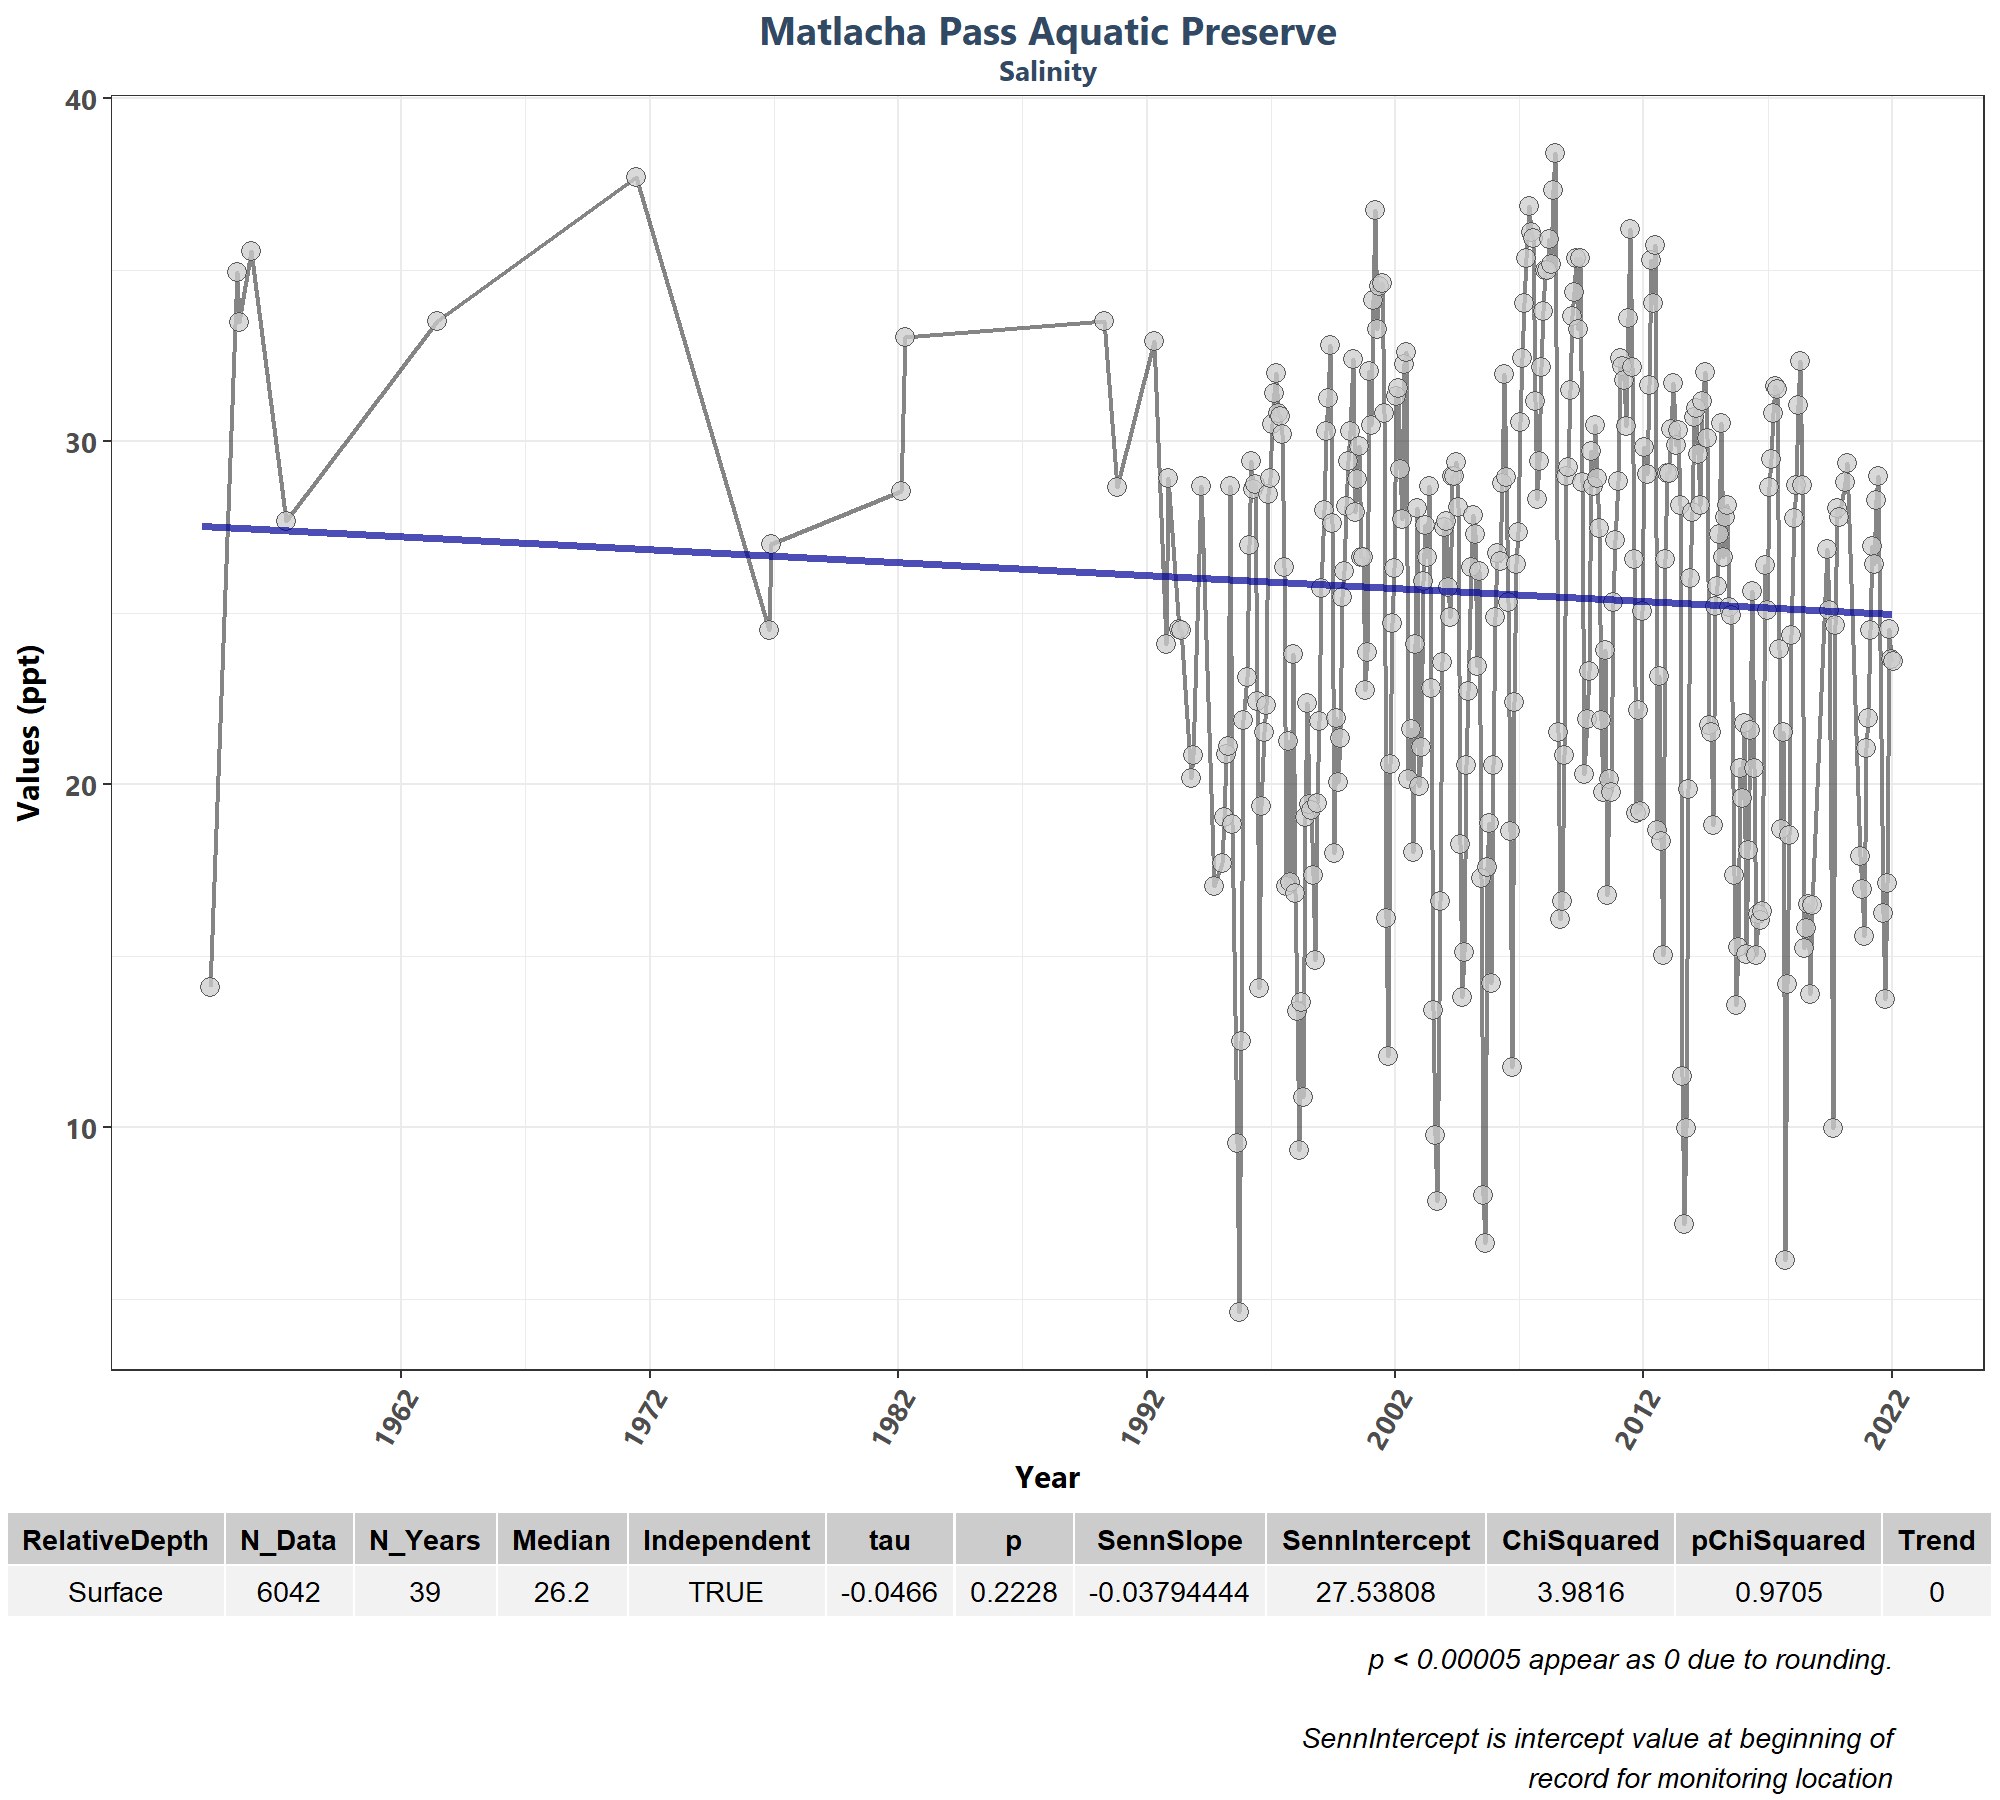 Matlacha Pass Aquatic Preserve
Salinity
40
30
20
10
Values (ppt)
1962 1972 1982 1992 2002 2012 2022
Year
RelativeDepth N_Data N_Years Median Independent tau p SennSlope SennIntercept ChiSquared pChiSquared Trend
Surface 6042 39 26.2 TRUE -0.0466 0.2228 -0.03794444 27.53808 3.9816 0.9705 0
p < 0.00005 appear as 0 due to rounding.
SennIntercept is intercept value at beginning of
record for monitoring location